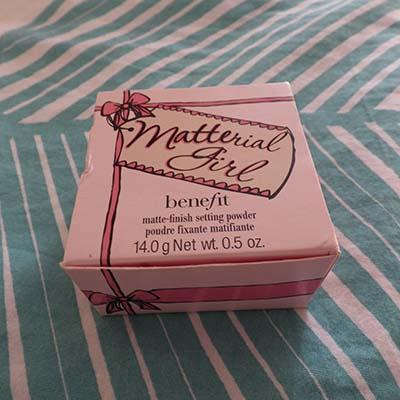 Matterial
Girl
benefit
matte-finish setting powder
poudre fixante matifiante
14.0 g Net wt. 0.5 oz.